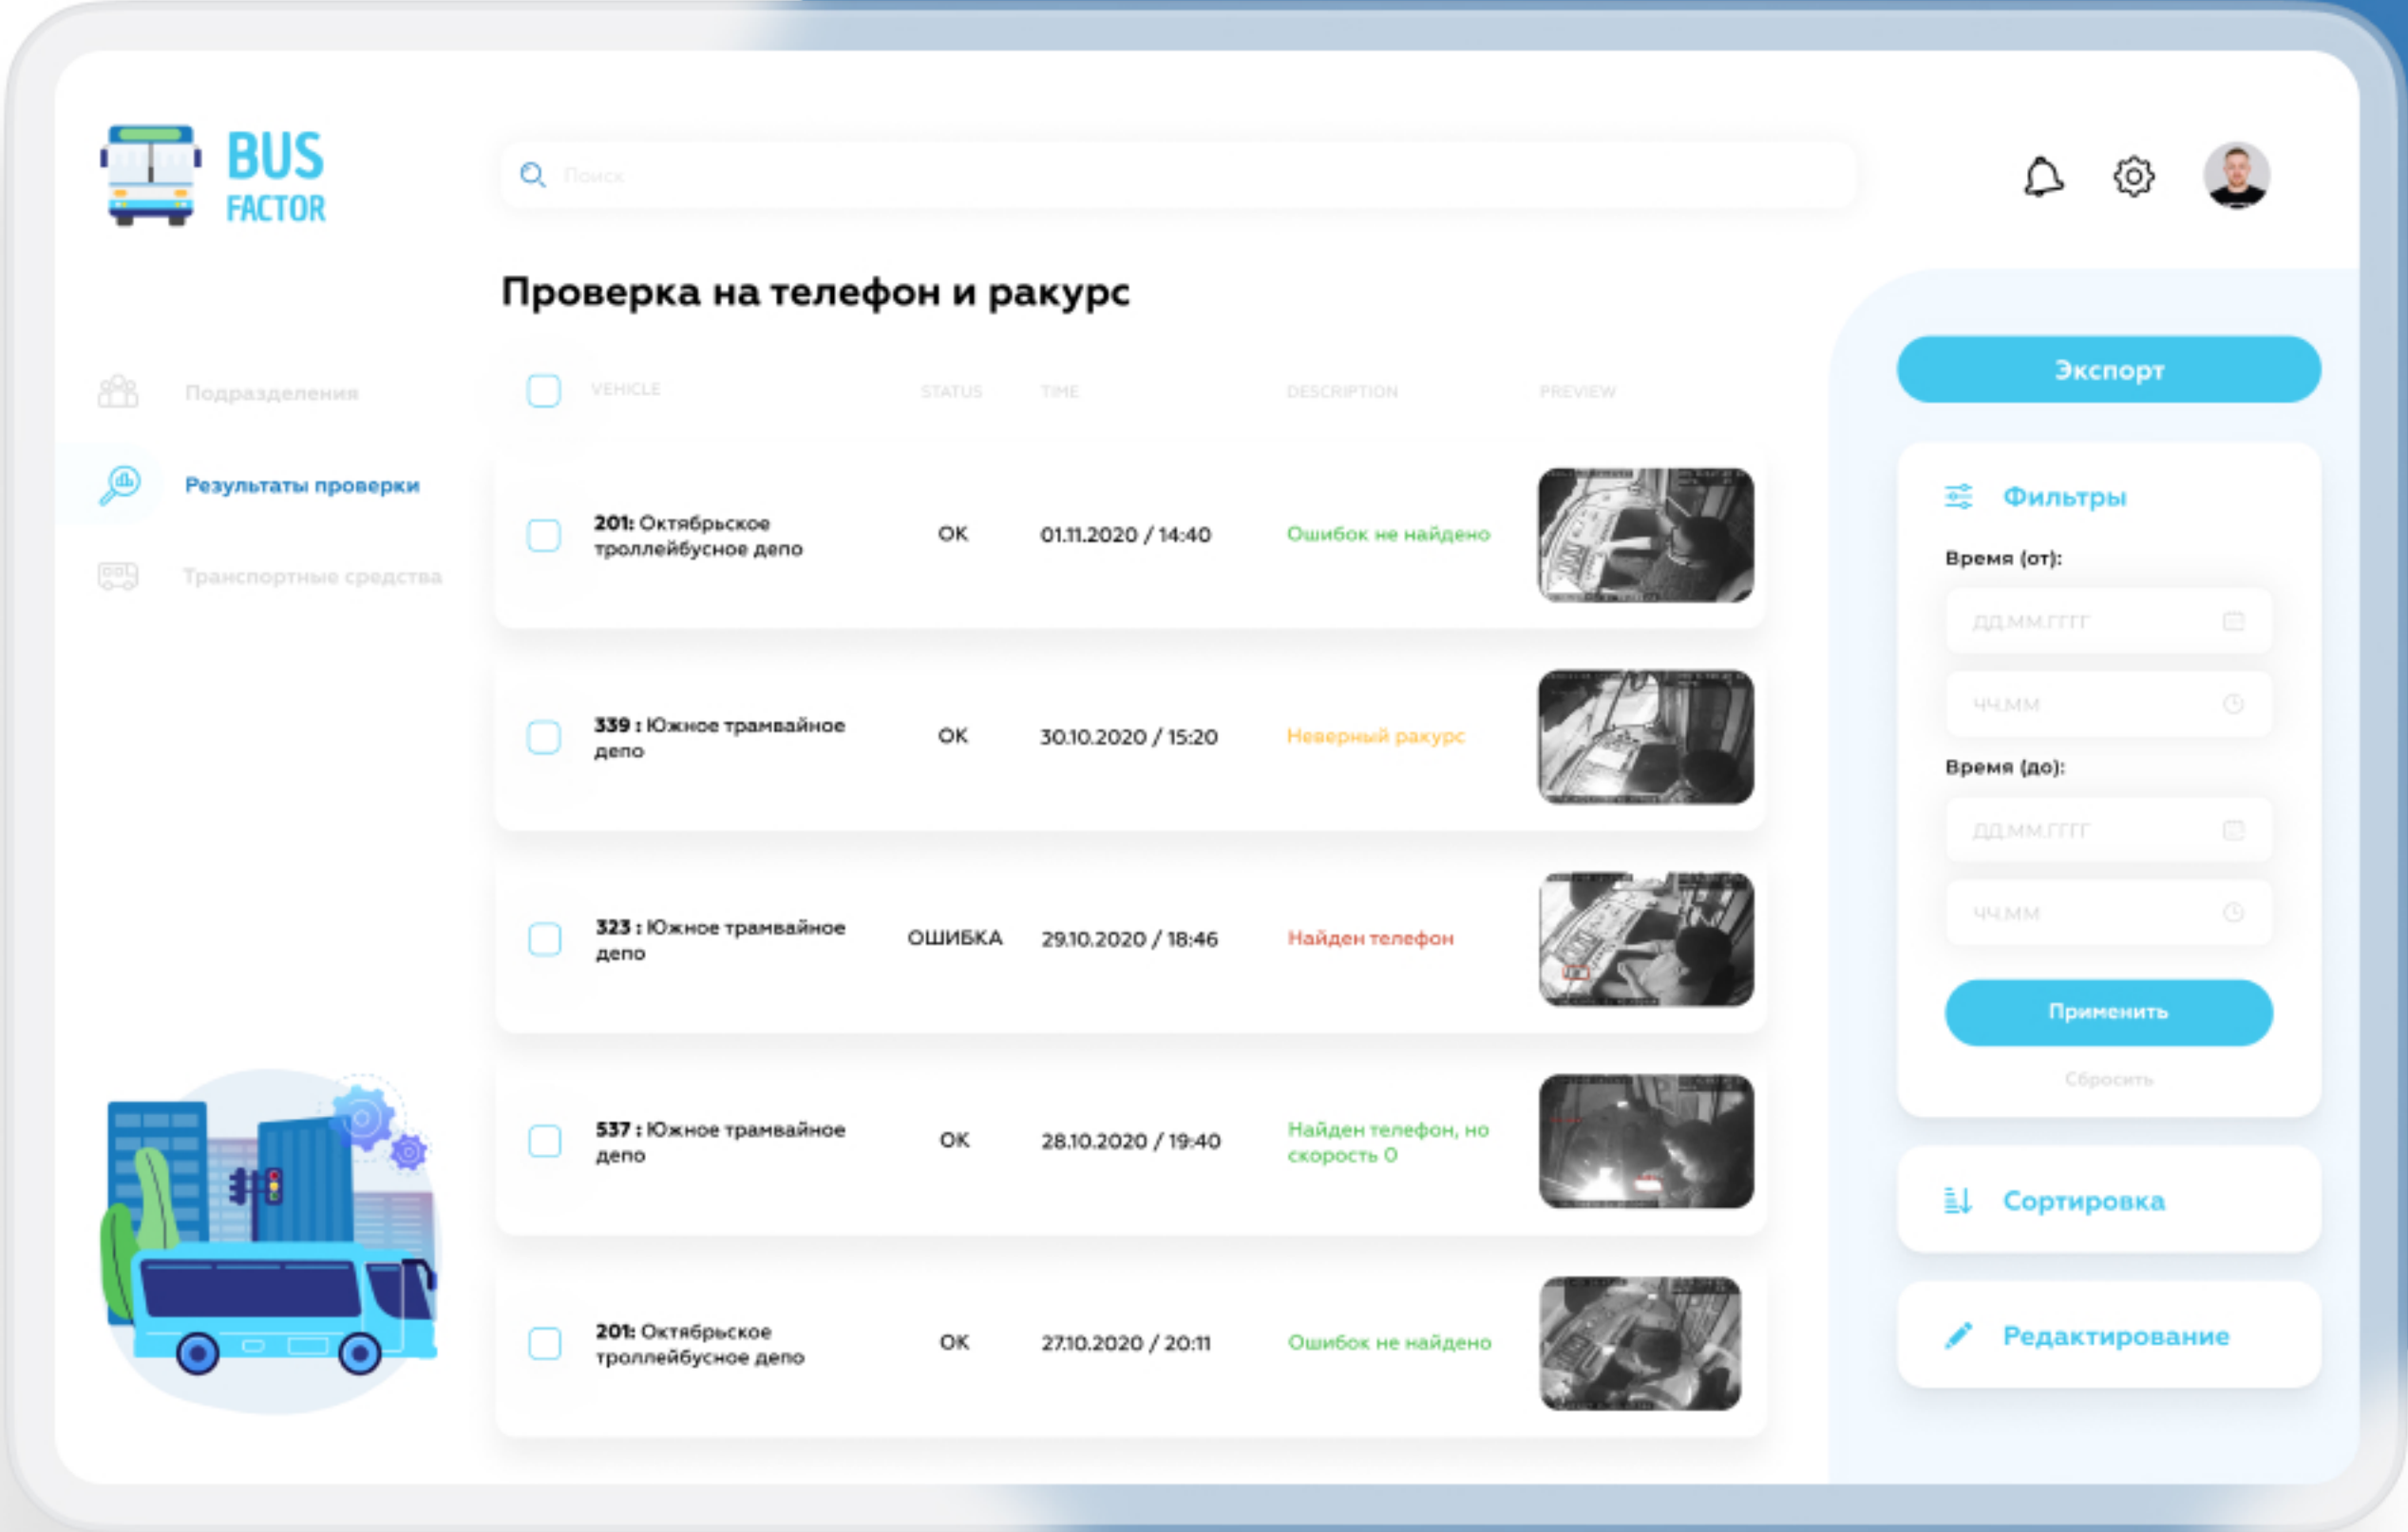 BUS
FACTOR
Поиск
Проверка на телефон и ракурс
Подразделения
Результаты проверки
Транспортные средства
VEHICLE STATUS TIME DESCRIPTION PREVIEW
201: Октябрьское
троллейбусное депо
OK
01.11.2020 / 14:40
Ошибок не найдено
339 : Южное трамвайное
депо
OK
30.10.2020 / 15:20
Неверный ракурс
323 : Южное трамвайное
депо
ОШИБКА
29.10.2020 / 18:46
Найден телефон
537 : Южное трамвайное
депо
OK
28.10.2020 / 19:40
Найден телефон, но
скорость 0
201: Октябрьское
троллейбусное депо
OK
27.10.2020 / 20:11
Ошибок не найдено
Экспорт
Фильтры
Время (от):
ДД.ММ.ГГГГ
ЧЧ.ММ
Время (до):
ДД.ММ.ГГГГ
ЧЧ.ММ
Применить
Сбросить
Сортировка
Редактирование